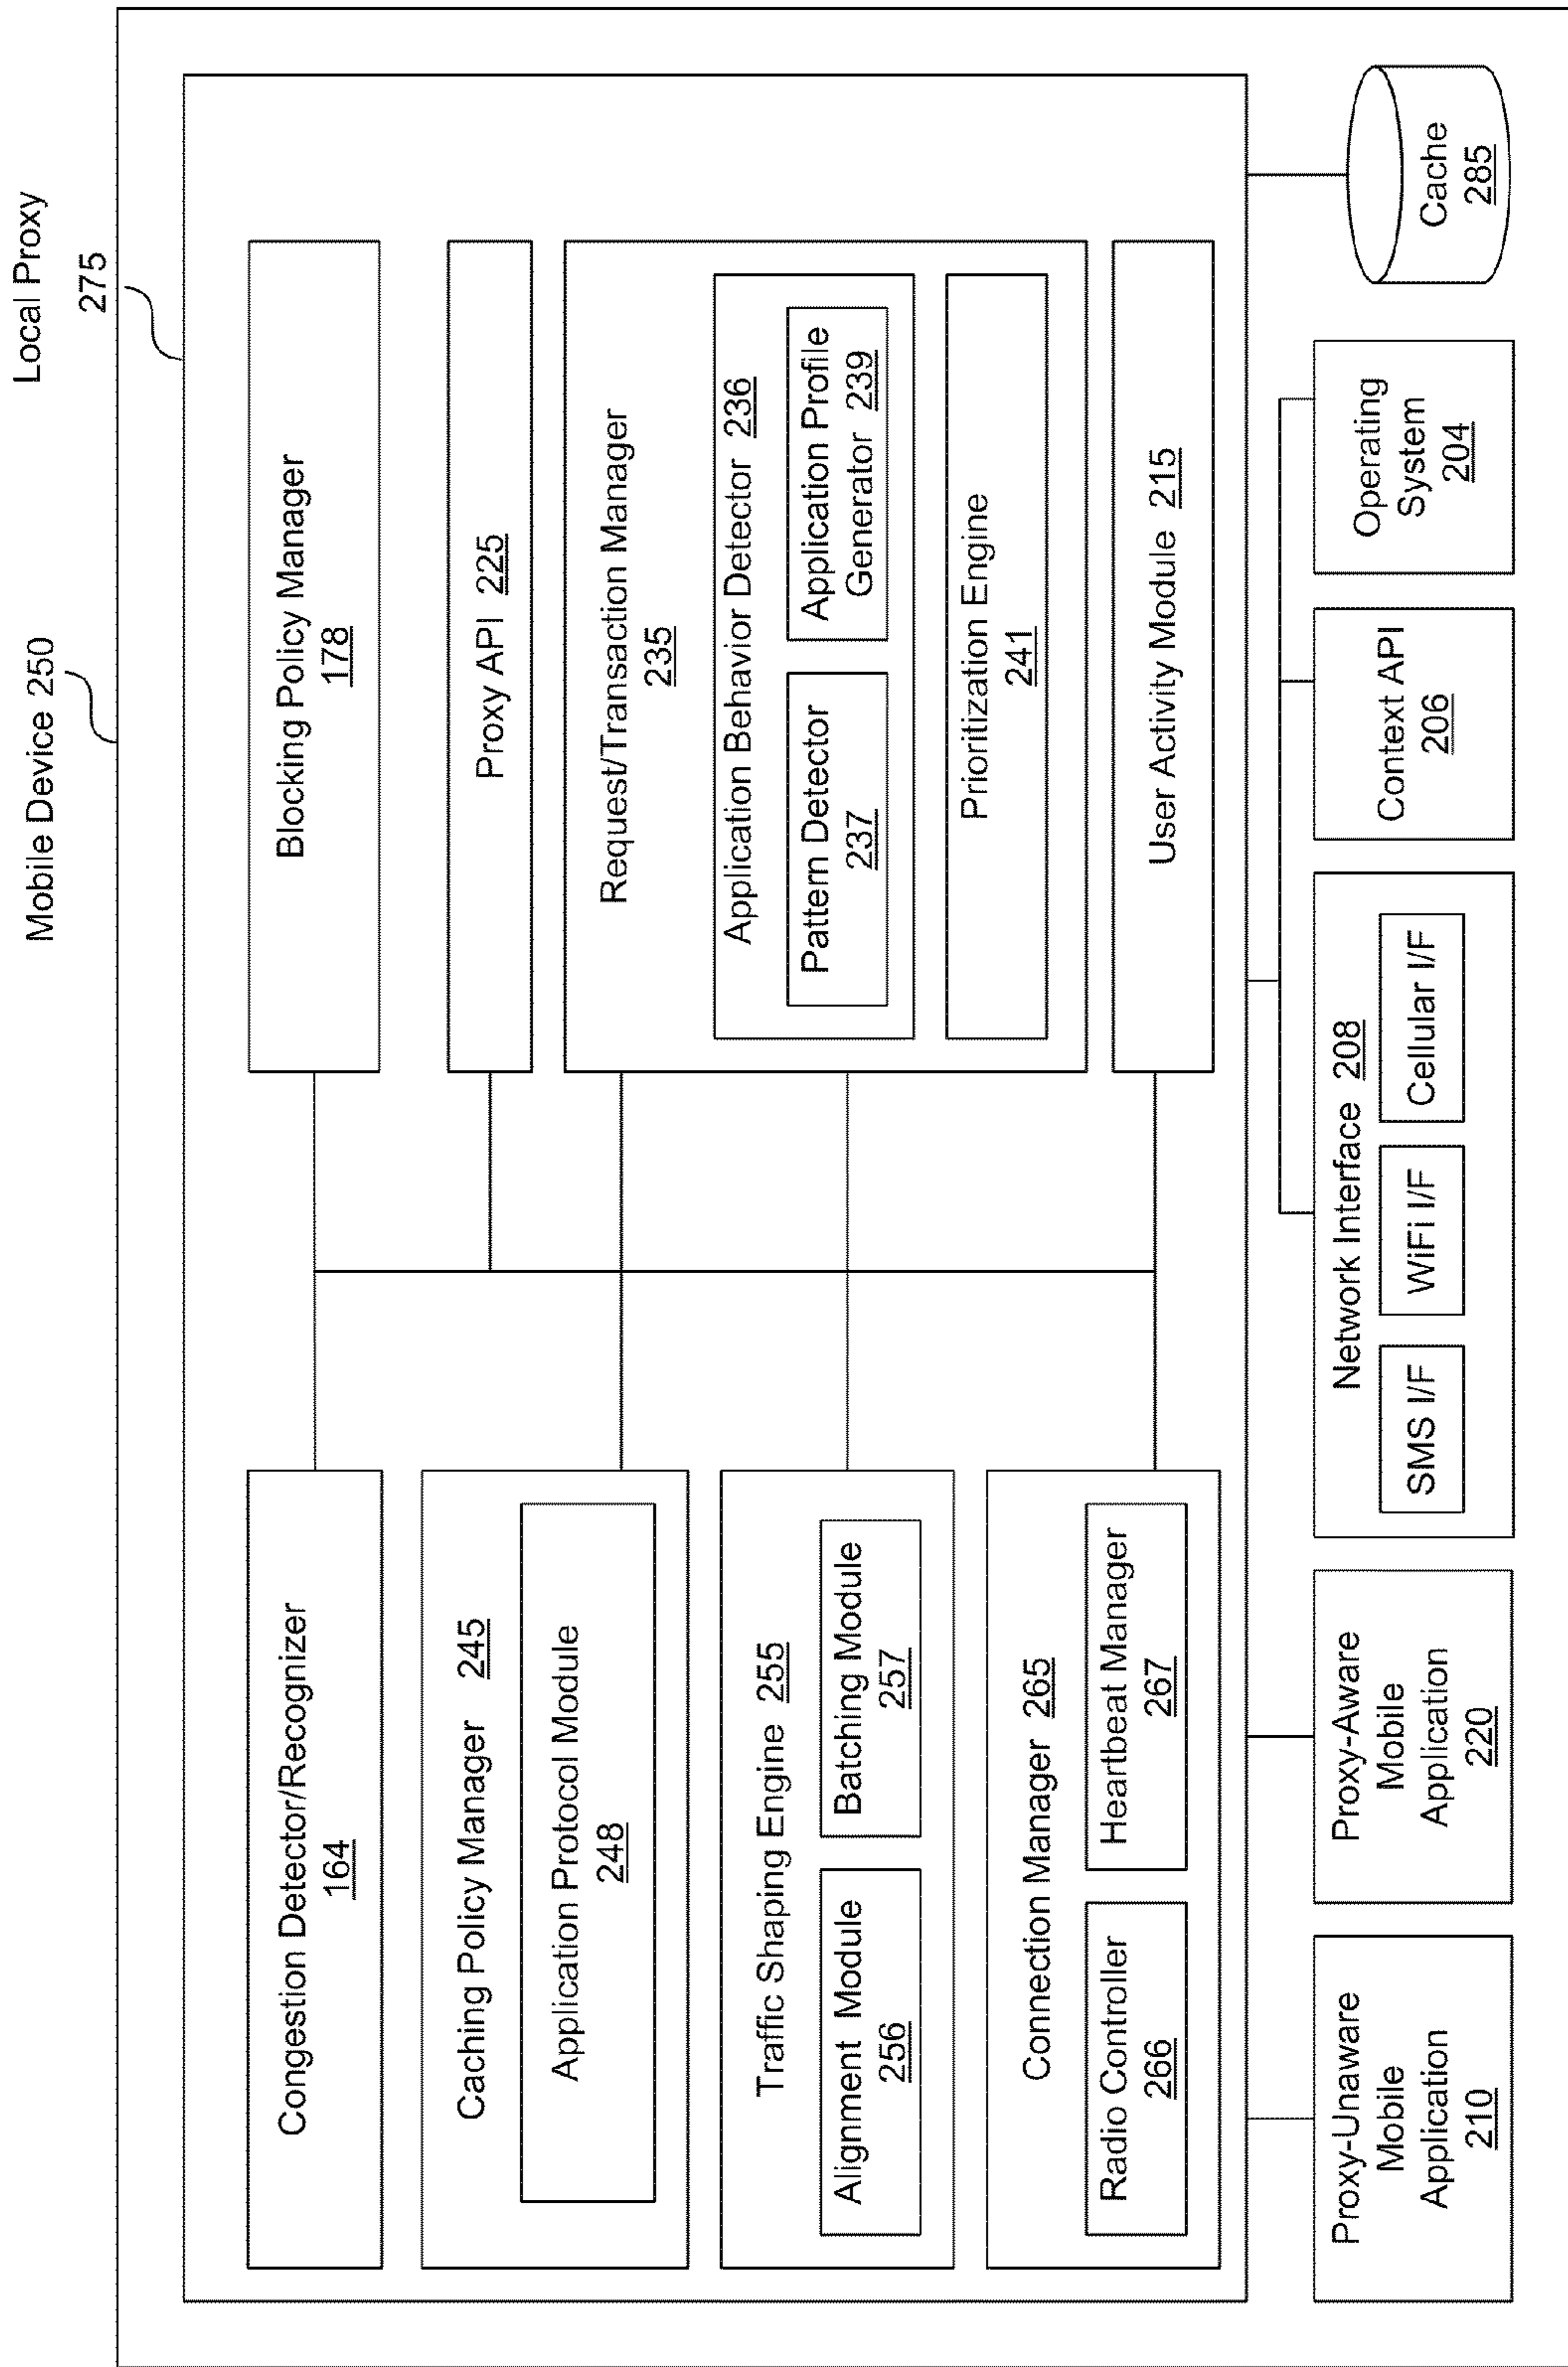 Mobile Device 250
Local Proxy
275
Congestion Detector/Recognizer
164
Caching Policy Manager 245
Application Protocol Module
248
Traffic Shaping Engine 255
Alignment Module
256
Batching Module
257
Connection Manager 265
Radio Controller
266
Heartbeat Manager
267
Blocking Policy Manager
178
Proxy API 225
Request/Transaction Manager
235
Application Behavior Detector 236
Pattern Detector
237
Application Profile
Generator 239
Prioritization Engine
241
User Activity Module 215
Proxy-Unaware
Mobile
Application
210
Proxy-Aware
Mobile
Application
220
Network Interface 208
SMS I/F
WiFi I/F
Cellular I/F
Context API
206
Operating
System
204
Cache
285